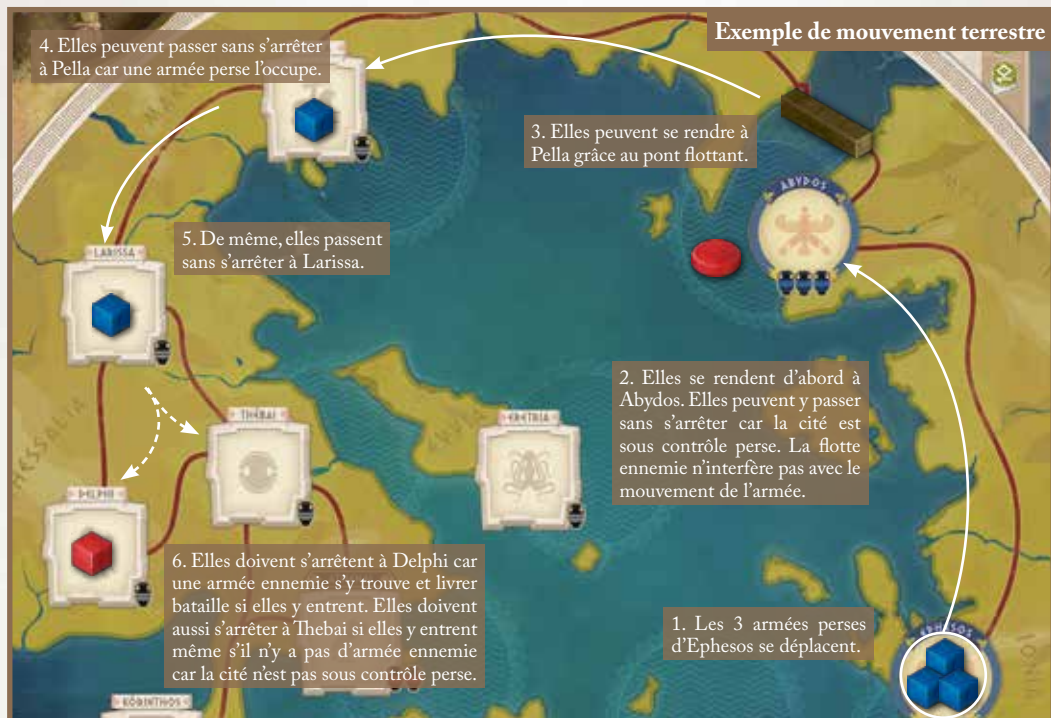 Exemple de mouvement terrestre
4. Elles peuvent passer sans s’arrêter
à Pella car une armée perse l’occupe.
3. Elles peuvent se rendre à
Pella grâce au pont flottant.
ABYDOS
5. De même, elles passent
sans s’arrêter à Larissa.
LARISSA
2. Elles se rendent d’abord à
Abydos. Elles peuvent y passer
sans s’arrêter car la cité est
sous contrôle perse. La flotte
ennemie n’interfère pas avec le
mouvement de l’armée.
THEBAI
ERETRIA
DELPHI
6. Elles doivent s’arrêtent à Delphi car
une armée ennemie s’y trouve et livrer
bataille si elles y entrent. Elles doivent
aussi s’arrêter à Thebai si elles y entrent
même s’il n’y a pas d’armée ennemie
car la cité n’est pas sous contrôle perse.
1. Les 3 armées perses
d’Ephesos se déplacent.
EPHESOS
KORINTHOS